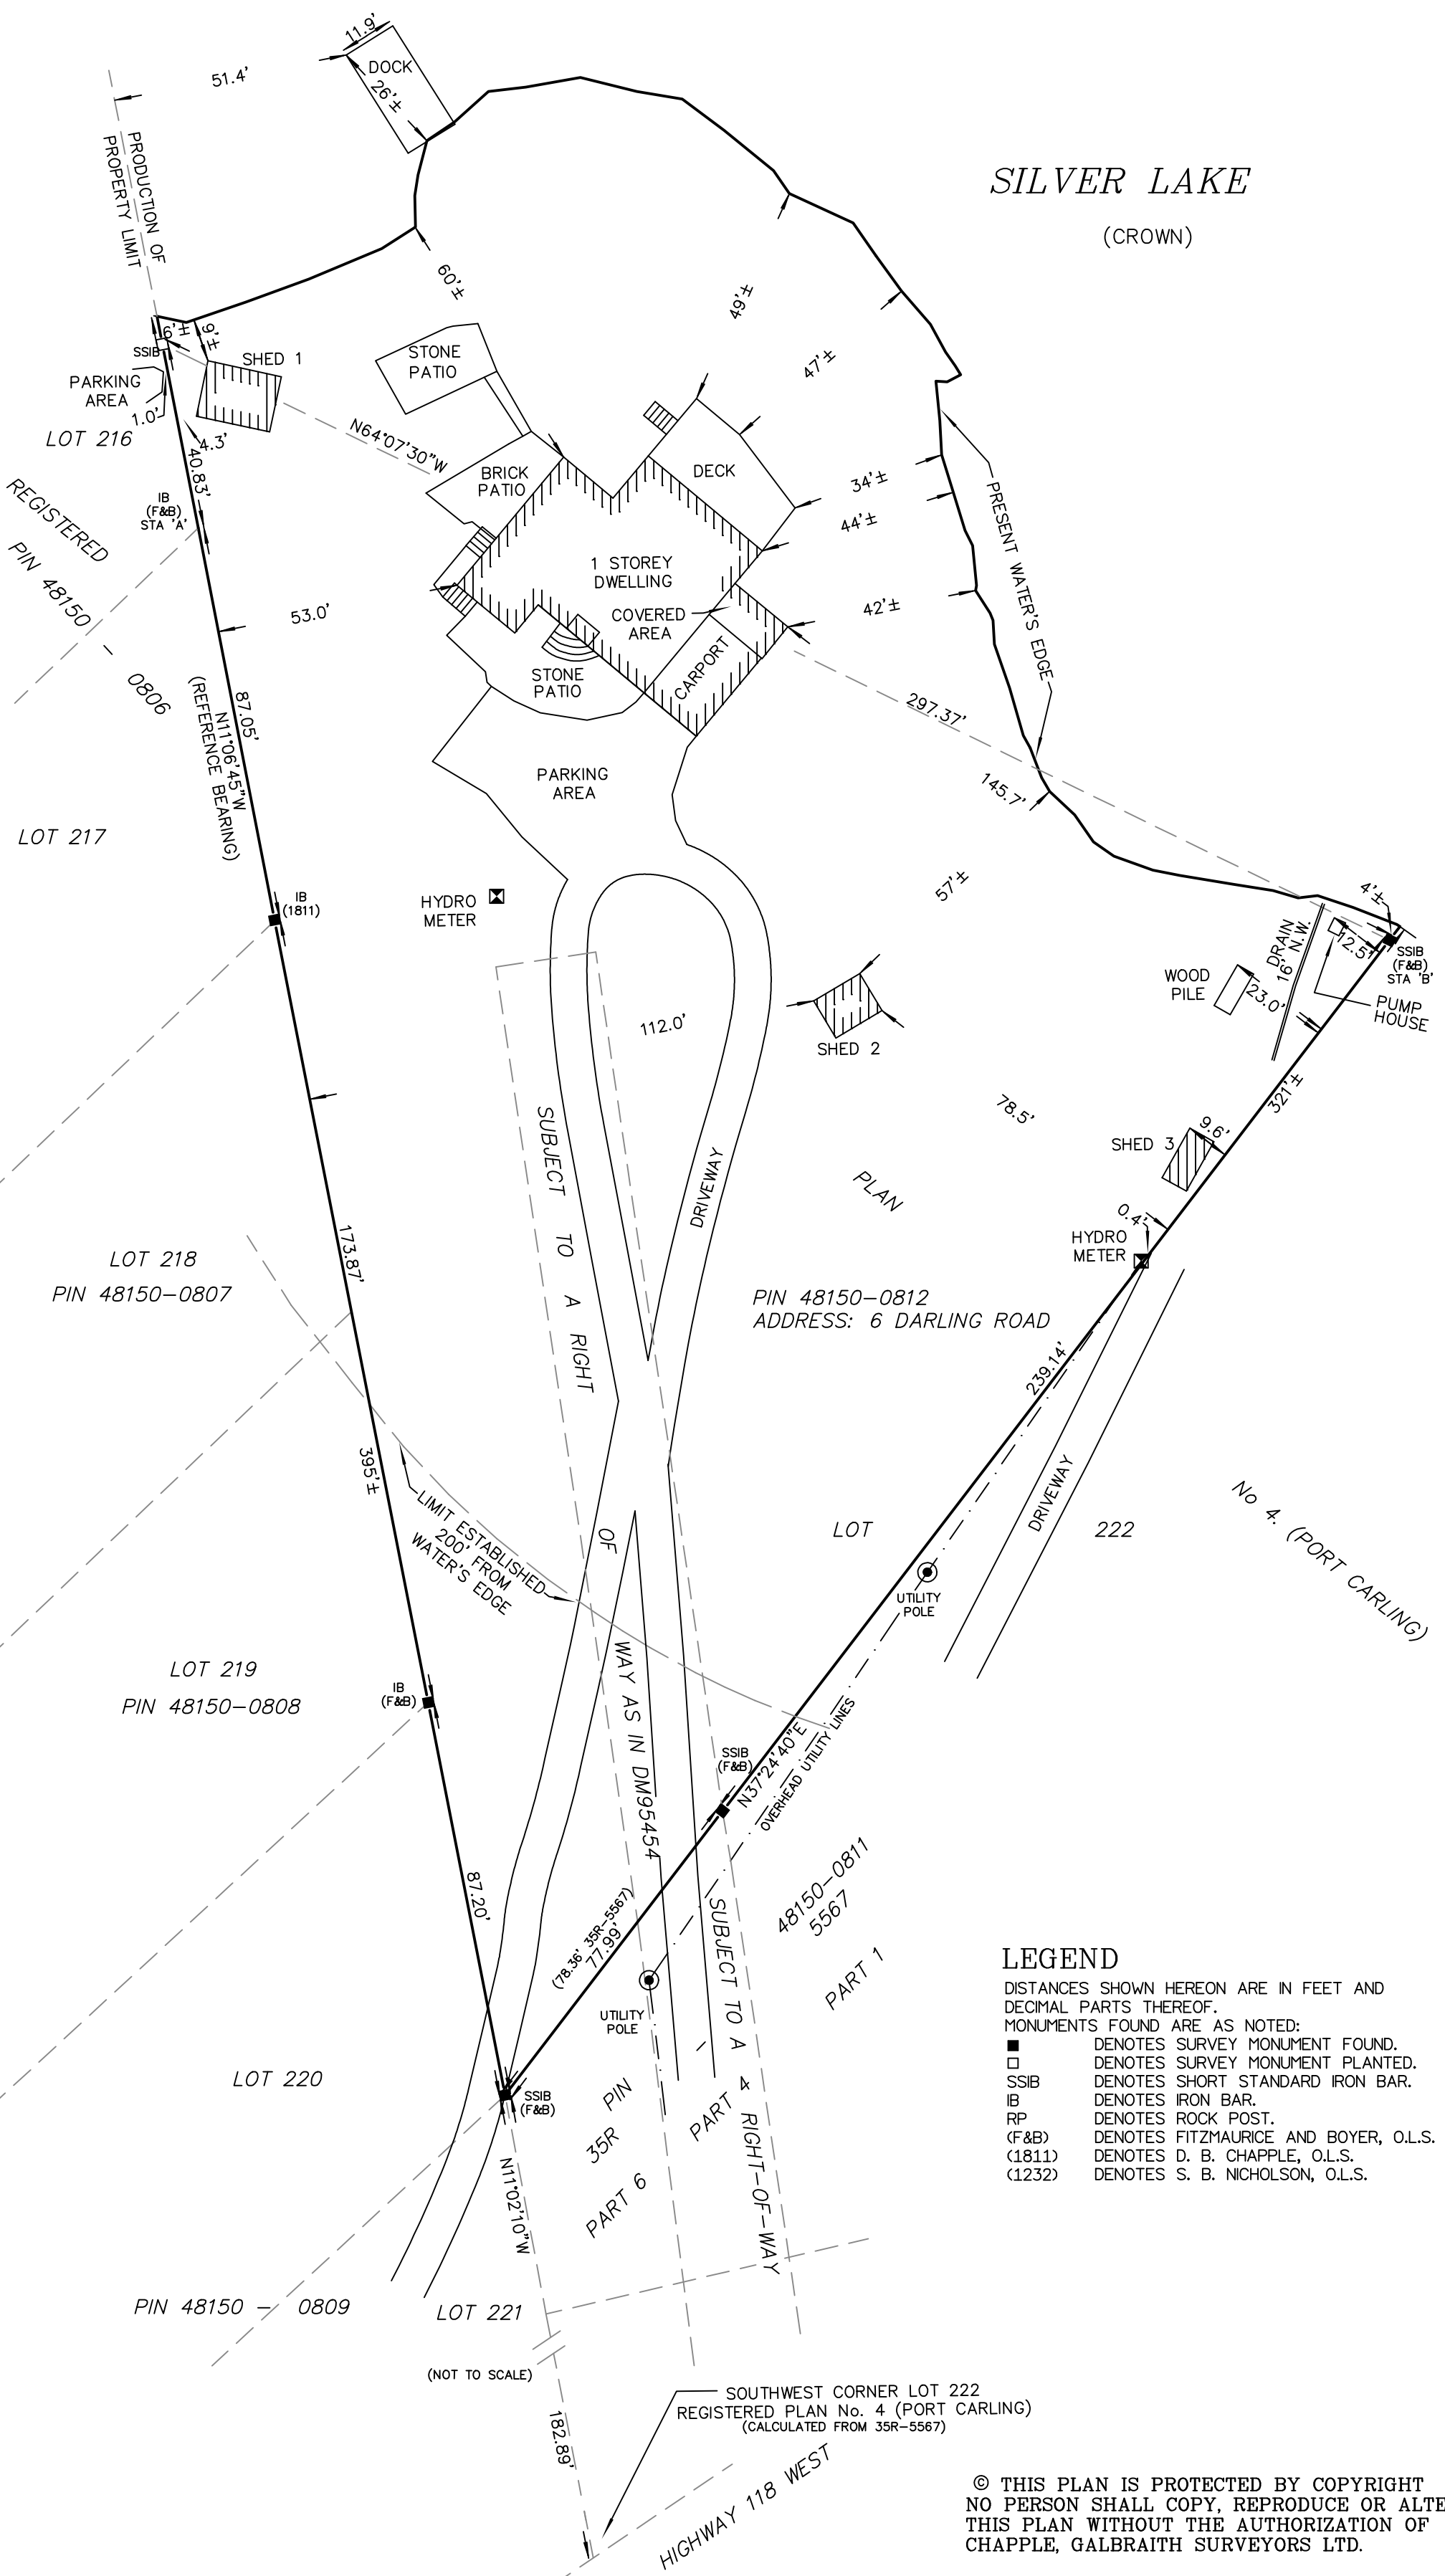 11.9'
DOCK
26'±
51.4'
PRODUCTION OF
PROPERTY LIMIT
SILVER LAKE
(CROWN)
60'±
49'±
47'±
6'±
9'±
SSIB
SHED 1
PARKING
AREA
1.0'
4.3'
LOT 216
40.83'
STONE
PATIO
N64°07'30"W
BRICK
PATIO
DECK
34'±
44'±
REGISTERED
IB
(F&B)
STA 'A'
PIN 48150 - 0806
1 STOREY
DWELLING
COVERED
AREA
42'±
PRESENT WATER'S EDGE
53.0'
STONE
PATIO
CARPORT
87.05'
N11°06'45"W
(REFERENCE BEARING)
297.37'
145.7'
PARKING
AREA
LOT 217
IB
(1811)
HYDRO
METER
57'±
4'±
DRAIN
16' N.W.
12.5'
SSIB
(F&B)
STA 'B'
WOOD
PILE
23.0'
PUMP
HOUSE
112.0'
SHED 2
321'±
78.5'
SHED 3
9.6'
SUBJECT TO A RIGHT
DRIVEWAY
PLAN
0.4'
HYDRO
METER
173.87'
LOT 218
PIN 48150-0807
PIN 48150-0812
ADDRESS: 6 DARLING ROAD
239.14'
395'±
LIMIT ESTABLISHED
200' FROM
WATER'S EDGE
OF
DRIVEWAY
LOT 222
No 4. (PORT CARLING)
UTILITY
POLE
WAY AS IN DM95454
LOT 219
PIN 48150-0808
IB
(F&B)
SSIB
(F&B)
N37°24'40"E
OVERHEAD UTILITY LINES
87.20'
(78.36' 35R-5567)
77.99'
SUBJECT TO A 4 RIGHT-OF-WAY
48150-0811
5567
PART 1
UTILITY
POLE
LOT 220
SSIB
(F&B)
PIN -
35R
PART 4
PART 6
N11°02'10"W
LEGEND
DISTANCES SHOWN HEREON ARE IN FEET AND
DECIMAL PARTS THEREOF.
MONUMENTS FOUND ARE AS NOTED:
■ DENOTES SURVEY MONUMENT FOUND.
□ DENOTES SURVEY MONUMENT PLANTED.
SSIB DENOTES SHORT STANDARD IRON BAR.
IB DENOTES IRON BAR.
RP DENOTES ROCK POST.
(F&B) DENOTES FITZMAURICE AND BOYER, O.L.S.
(1811) DENOTES D. B. CHAPPLE, O.L.S.
(1232) DENOTES S. B. NICHOLSON, O.L.S.
PIN 48150 - 0809
LOT 221
(NOT TO SCALE)
SOUTHWEST CORNER LOT 222
REGISTERED PLAN No. 4 (PORT CARLING)
(CALCULATED FROM 35R-5567)
182.89'
HIGHWAY 118 WEST
© THIS PLAN IS PROTECTED BY COPYRIGHT
NO PERSON SHALL COPY, REPRODUCE OR ALTE
THIS PLAN WITHOUT THE AUTHORIZATION OF
CHAPPLE, GALBRAITH SURVEYORS LTD.